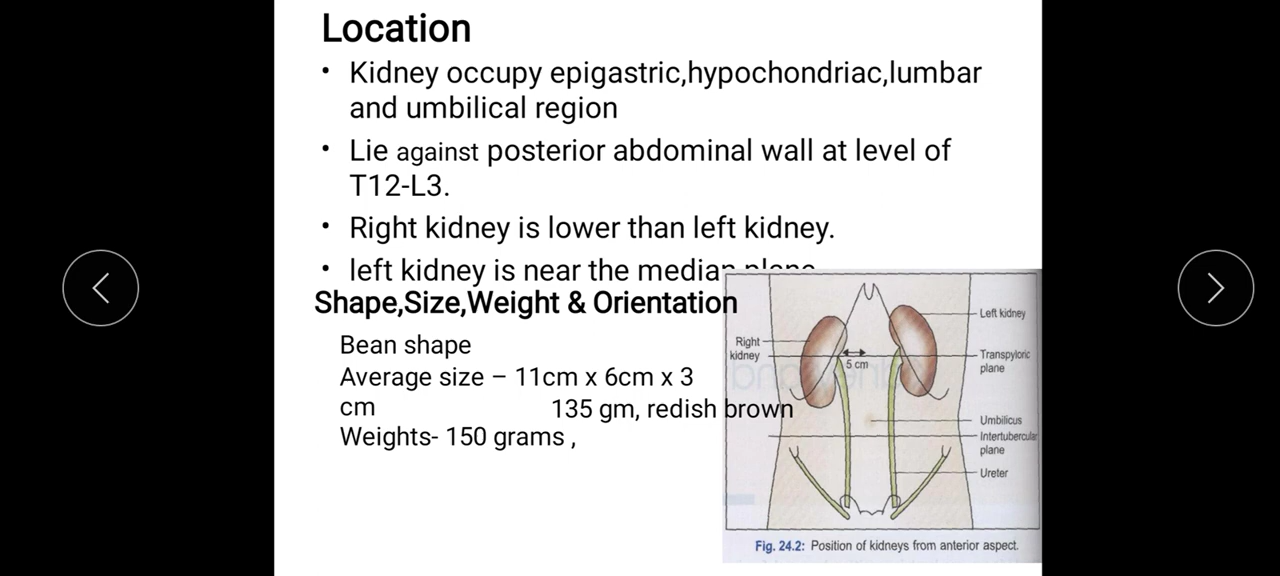 Location
• Kidney occupy epigastric,hypochondriac,lumbar
and umbilical region
• Lie against posterior abdominal wall at level of
T12-L3.
• Right kidney is lower than left kidney.
• left kidney is near the median plane
Shape,Size,Weight & Orientation
Bean shape
Average size – 11cm x 6cm x 3
cm
135 gm, redish brown
Weights- 150 grams ,
Left kidney
Right
kidney
5 cm
Transpyloric
plane
Umbilicus
Intertubercular
plane
Ureter
Fig. 24.2: Position of kidneys from anterior aspect.